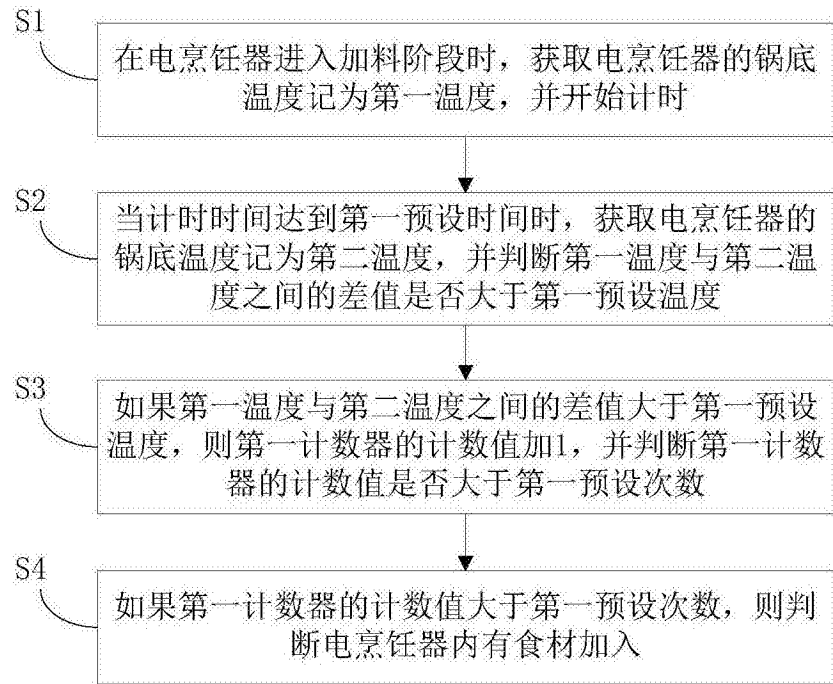 S1
在电烹饪器进入加料阶段时，获取电烹饪器的锅底
温度记为第一温度，并开始计时
S2
当计时时间达到第一预设时间时，获取电烹饪器的
锅底温度记为第二温度，并判断第一温度与第二温
度之间的差值是否大于第一预设温度
S3
如果第一温度与第二温度之间的差值大于第一预设
温度，则第一计数器的计数值加1，并判断第一计数
器的计数值是否大于第一预设次数
S4
如果第一计数器的计数值大于第一预设次数，则判
断电烹饪器内有食材加入